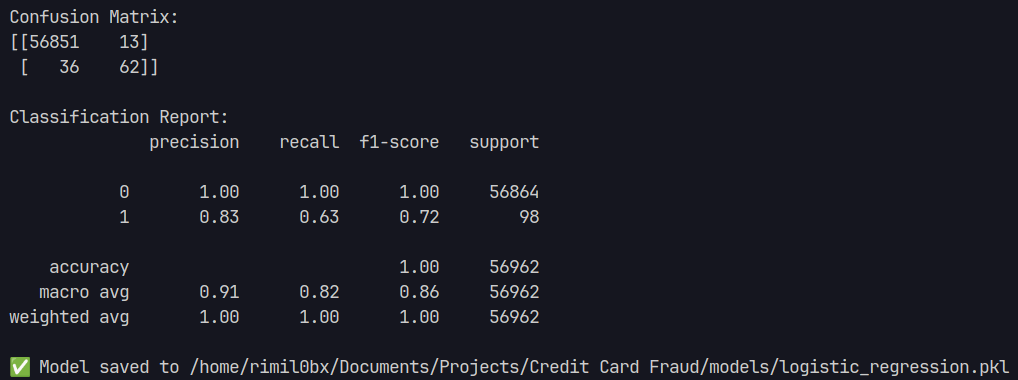 Confusion Matrix:
[[56851    13]
 [   36    62]]
Classification Report:
              precision    recall  f1-score   support
           0       1.00      1.00      1.00     56864
           1       0.83      0.63      0.72        98
    accuracy                           1.00     56962
   macro avg       0.91      0.82      0.86     56962
weighted avg       1.00      1.00      1.00     56962
✅ Model saved to /home/rimil0bx/Documents/Projects/Credit Card Fraud/models/logistic_regression.pkl